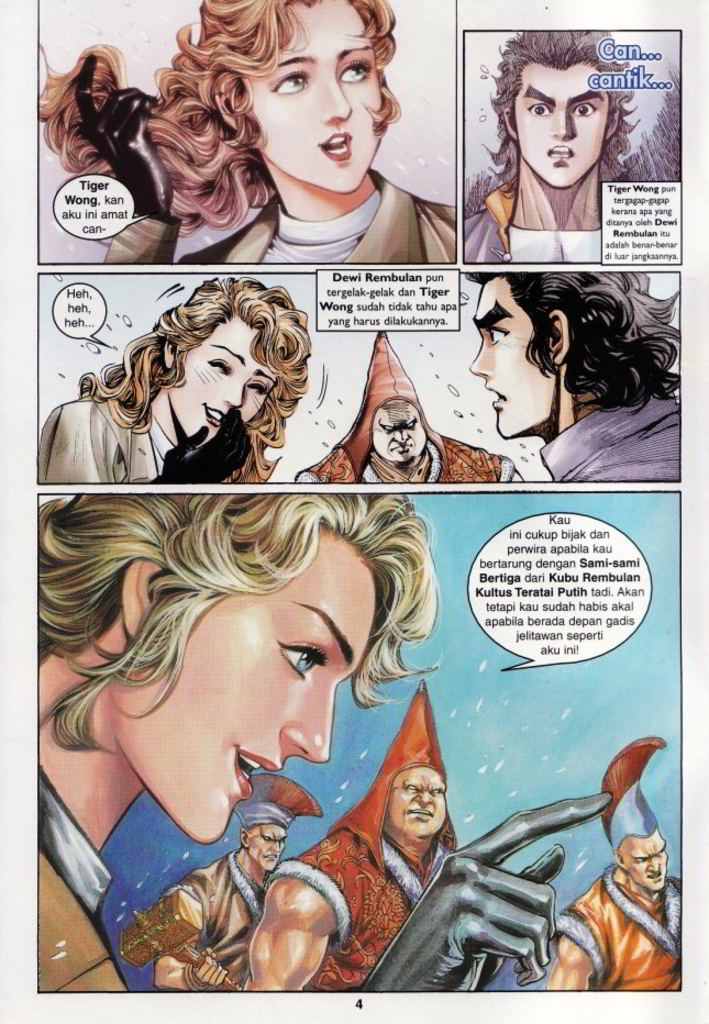 Tiger
Wong, kan
aku ini amat
can-
Can...
cantik...
Tiger Wong pun
tergagap-gagap
kerana apa yang
ditanya oleh Dewi
Rembulan itu
adalah benar-benar
di luar jangkaannya.
Heh,
heh,
heh...
Dewi Rembulan pun
tergelak-gelak dan Tiger
Wong sudah tidak tahu apa
yang harus dilakukannya.
Kau
ini cukup bijak dan
perwira apabila kau
bertarung dengan Sami-sami
Bertiga dari Kubu Rembulan
Kultus Teratai Putih tadi. Akan
tetapi kau sudah habis akal
apabila berada depan gadis
jelitawan seperti
aku ini!
4